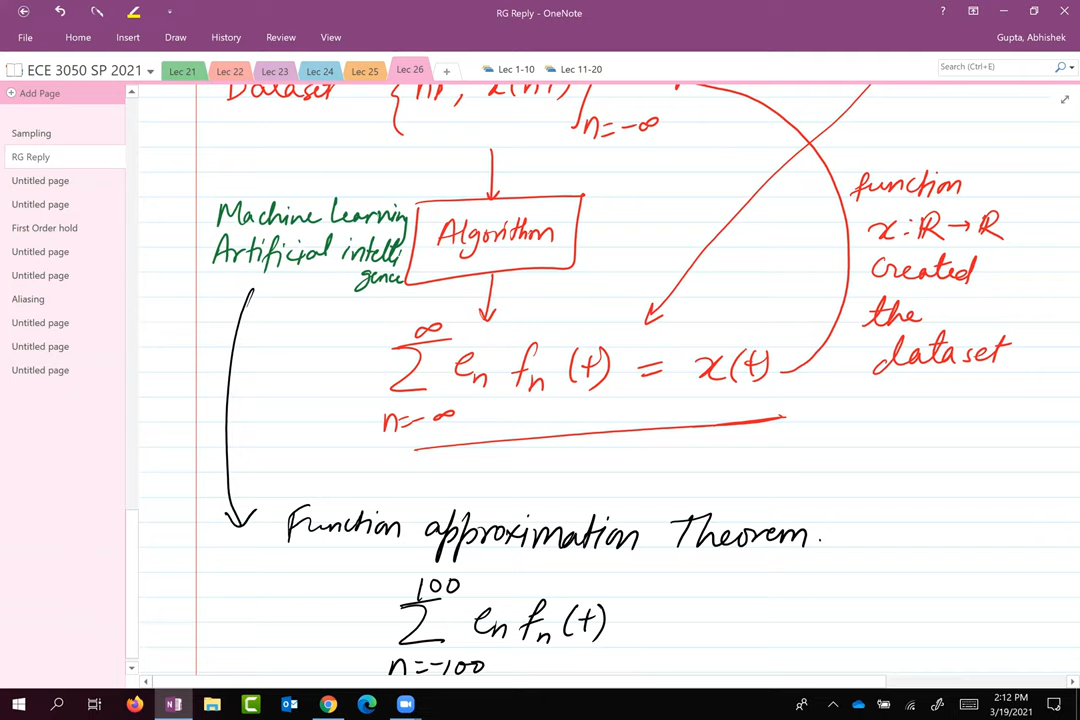 RG Reply - OneNote
?
Gupta, Abhishek
File Home Insert Draw History Review View
ECE 3050 SP 2021
Lec 21 Lec 22 Lec 23 Lec 24 Lec 25 Lec 26 Lec 1-10 Lec 11-20
Search (Ctrl+E)
Add Page
Sampling
RG Reply
Untitled page
Untitled page
First Order hold
Untitled page
Untitled page
Aliasing
Untitled page
Untitled page
Untitled page
Dataset
n=-∞
Machine Learning
Artificial intelli
gence
Algorithm
function
x:ℝ→ℝ
created
the
dataset
∞
∑ en fn (t) = x(t)
n=-∞
Function approximation Theorem.
100
∑ en fn (t)
n=-100
2:12 PM
3/19/2021